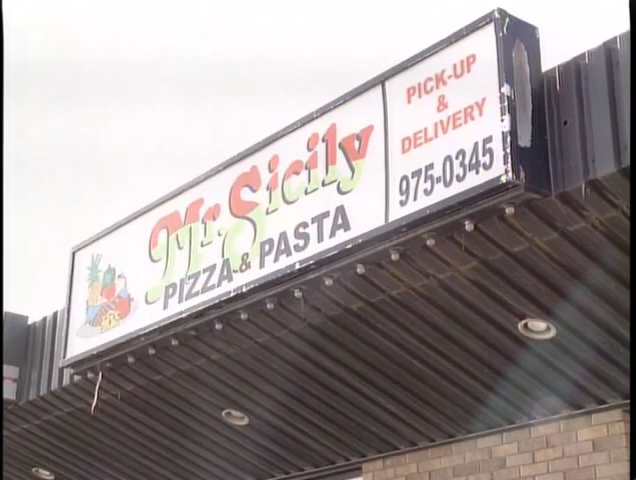 Mr. Sicily
PIZZA & PASTA
PICK-UP
&
DELIVERY
975-0345